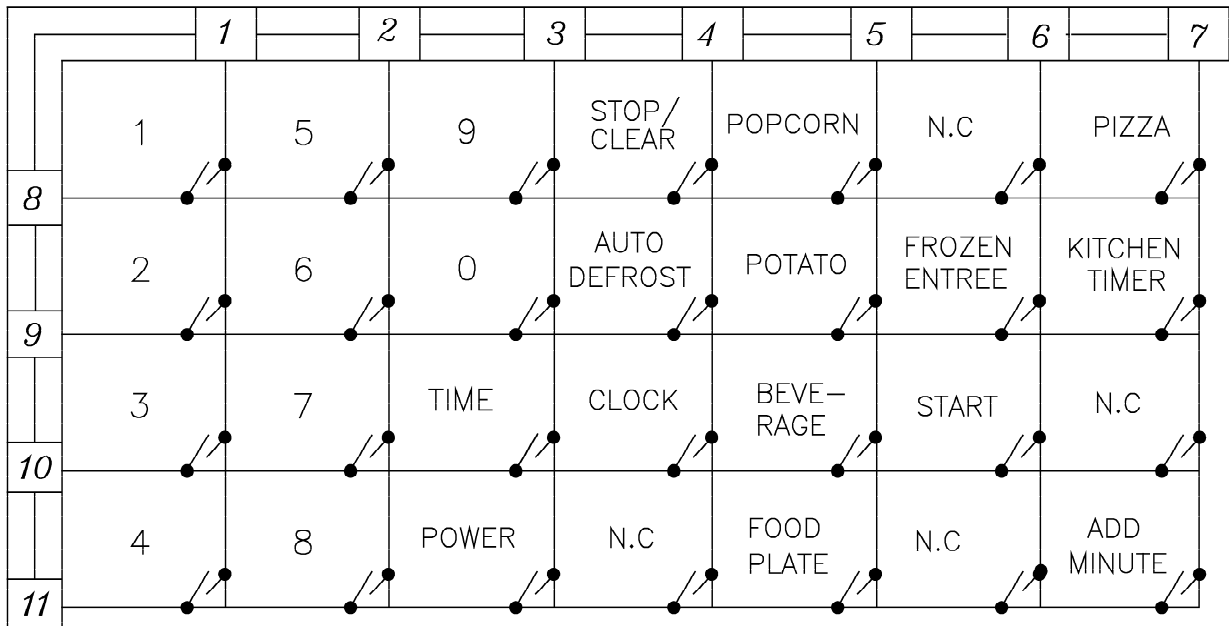 1 2 3 4 5 6 7
1 5 9 STOP/ CLEAR POPCORN N.C PIZZA
8
2 6 0 AUTO DEFROST POTATO FROZEN ENTREE KITCHEN TIMER
9
3 7 TIME CLOCK BEVE- RAGE START N.C
10
4 8 POWER N.C FOOD PLATE N.C ADD MINUTE
11